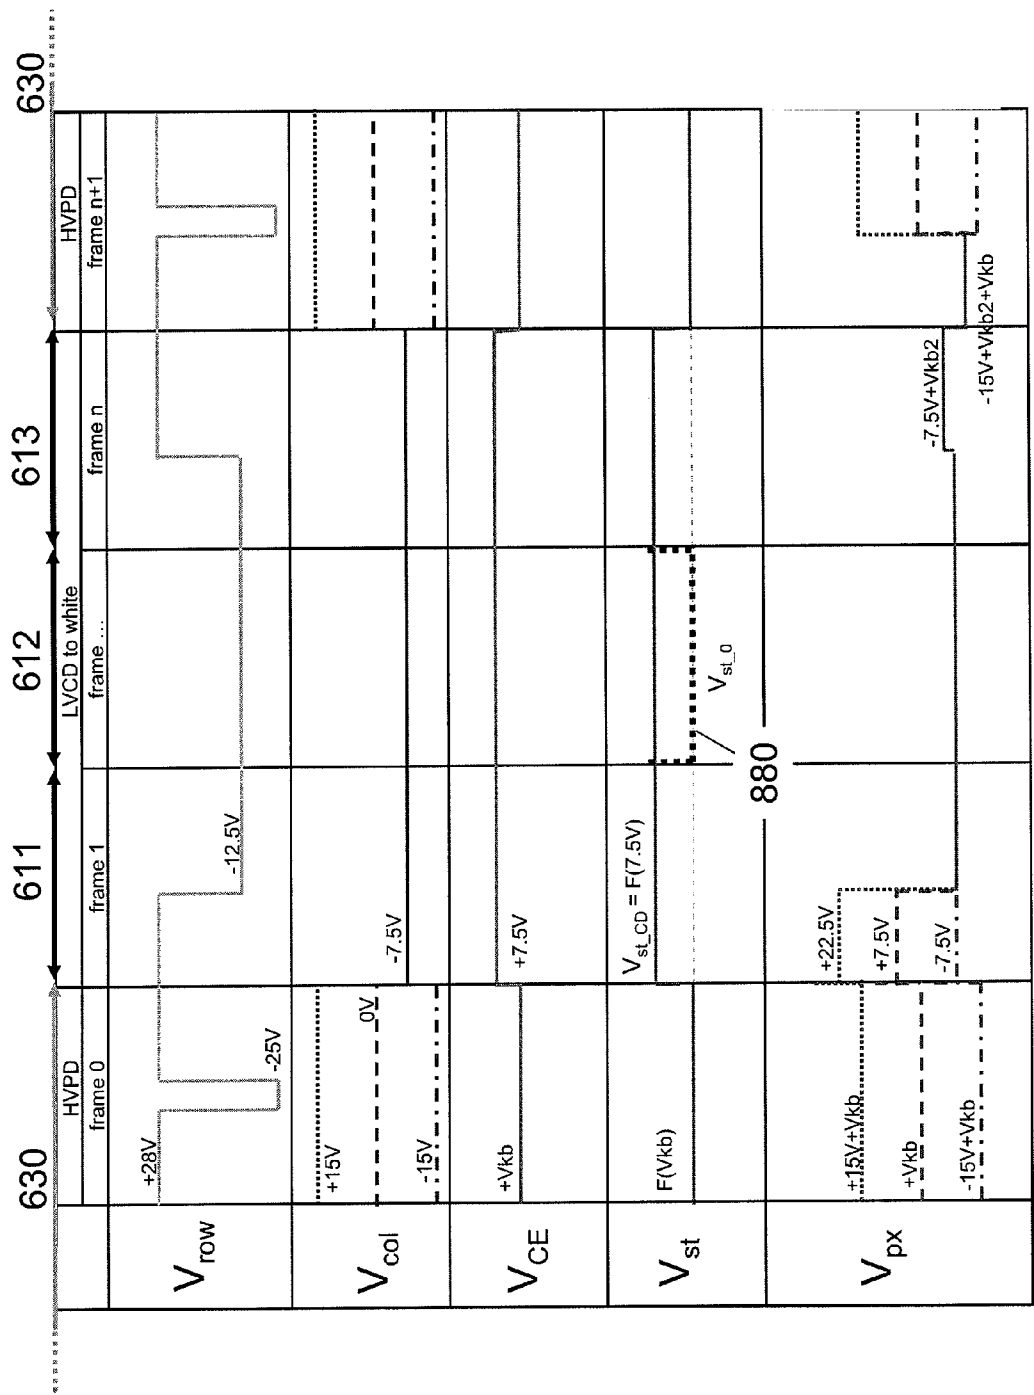 630
611
612
613
630
HVPD
LVCD to white
HVPD
frame 0
frame 1
frame ...
frame n
frame n+1
V_row
+28V
-25V
-12.5V
V_col
+15V
0V
-15V
-7.5V
V_CE
+Vkb
+7.5V
V_st
F(Vkb)
V_st_CD = F(7.5V)
V_st_0
880
V_px
+15V+Vkb
+Vkb
-15V+Vkb
+22.5V
+7.5V
-7.5V
-7.5V+Vkb2
-15V+Vkb2+Vkb